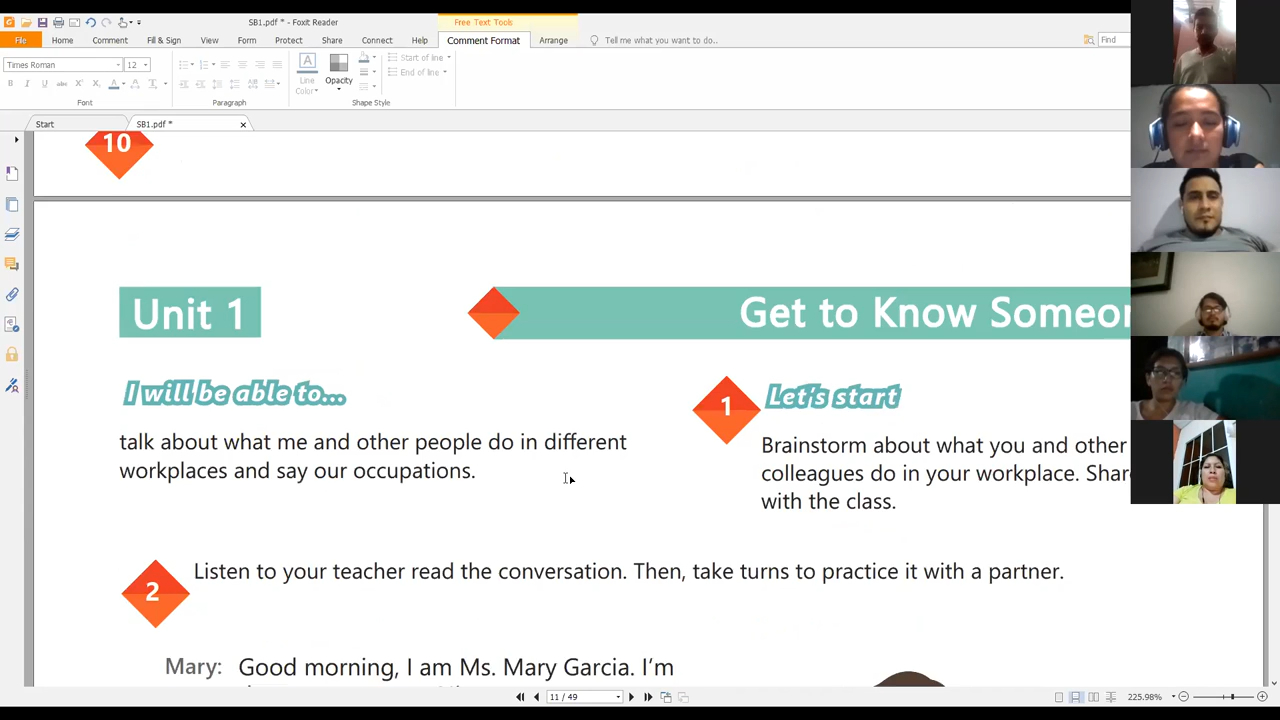 SB1.pdf * - Foxit Reader
Free Text Tools
File Home Comment Fill & Sign View Form Protect Share Connect Help Comment Format Arrange Tell me what you want to do.. Find
Times Roman 12
Line Color
Opacity
Start of line
End of line
Font Paragraph Shape Style
Start SB1.pdf *
10
Unit 1
Get to Know Someo
I will be able to...
talk about what me and other people do in different
workplaces and say our occupations.
1 Let's start
Brainstorm about what you and other
colleagues do in your workplace. Shar
with the class.
2 Listen to your teacher read the conversation. Then, take turns to practice it with a partner.
Mary: Good morning, I am Ms. Mary Garcia. I'm
11 / 49
225.98%